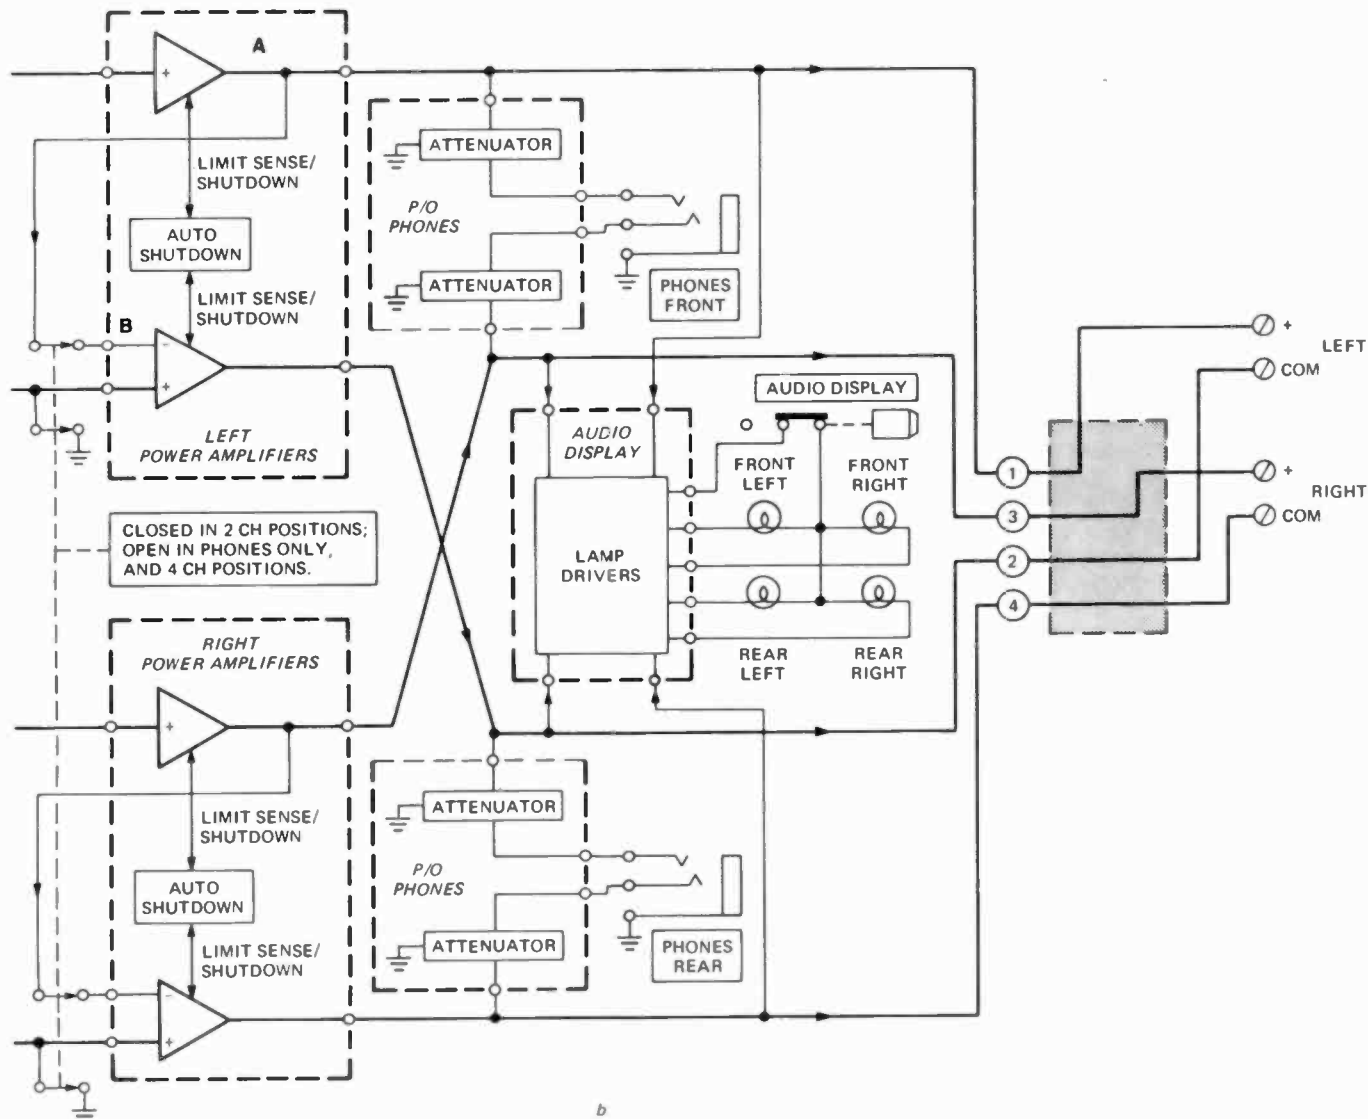 A
+
LIMIT SENSE/
SHUTDOWN
AUTO
SHUTDOWN
LIMIT SENSE/
SHUTDOWN
B
-
+
LEFT
POWER AMPLIFIERS
ATTENUATOR
P/O
PHONES
ATTENUATOR
PHONES
FRONT
CLOSED IN 2 CH POSITIONS;
OPEN IN PHONES ONLY,
AND 4 CH POSITIONS.
AUDIO DISPLAY
AUDIO
DISPLAY
FRONT
LEFT
FRONT
RIGHT
LAMP
DRIVERS
REAR
LEFT
REAR
RIGHT
1
3
2
4
+
LEFT
COM
+
RIGHT
COM
RIGHT
POWER AMPLIFIERS
+
LIMIT SENSE/
SHUTDOWN
AUTO
SHUTDOWN
LIMIT SENSE/
SHUTDOWN
-
+
ATTENUATOR
P/O
PHONES
ATTENUATOR
PHONES
REAR
b